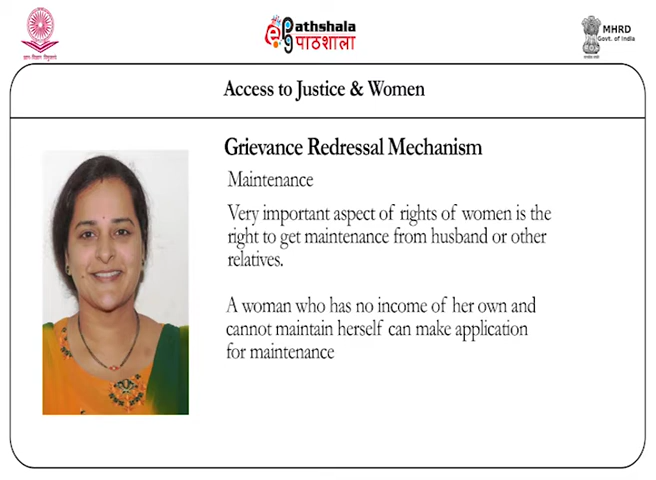 ePathshala
पाठशाला
MHRD
Govt. of India
Access to Justice & Women
Grievance Redressal Mechanism
Maintenance
Very important aspect of rights of women is the
right to get maintenance from husband or other
relatives.
A woman who has no income of her own and
cannot maintain herself can make application
for maintenance